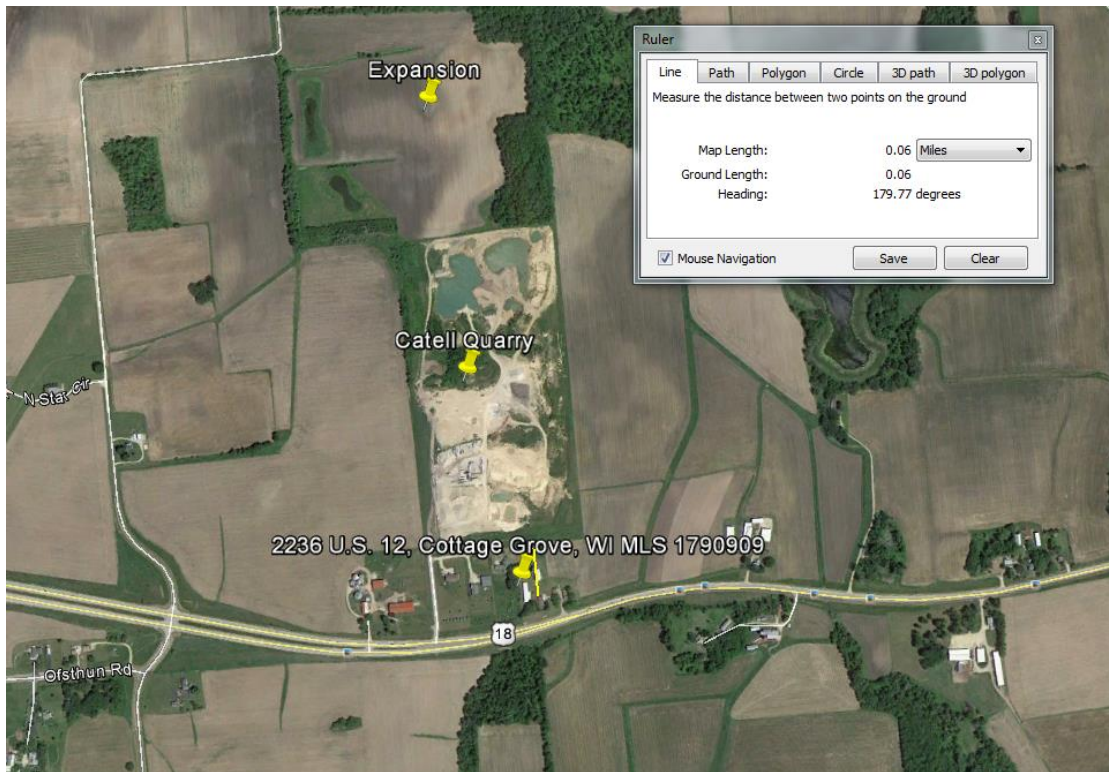 Expansion
Ruler
Line Path Polygon Circle 3D path 3D polygon
Measure the distance between two points on the ground
Map Length: 0.06 Miles
Ground Length: 0.06
Heading: 179.77 degrees
Mouse Navigation Save Clear
Catell Quarry
N Star Cir
2236 U.S. 12, Cottage Grove, WI MLS 1790909
18
Ofsthun Rd